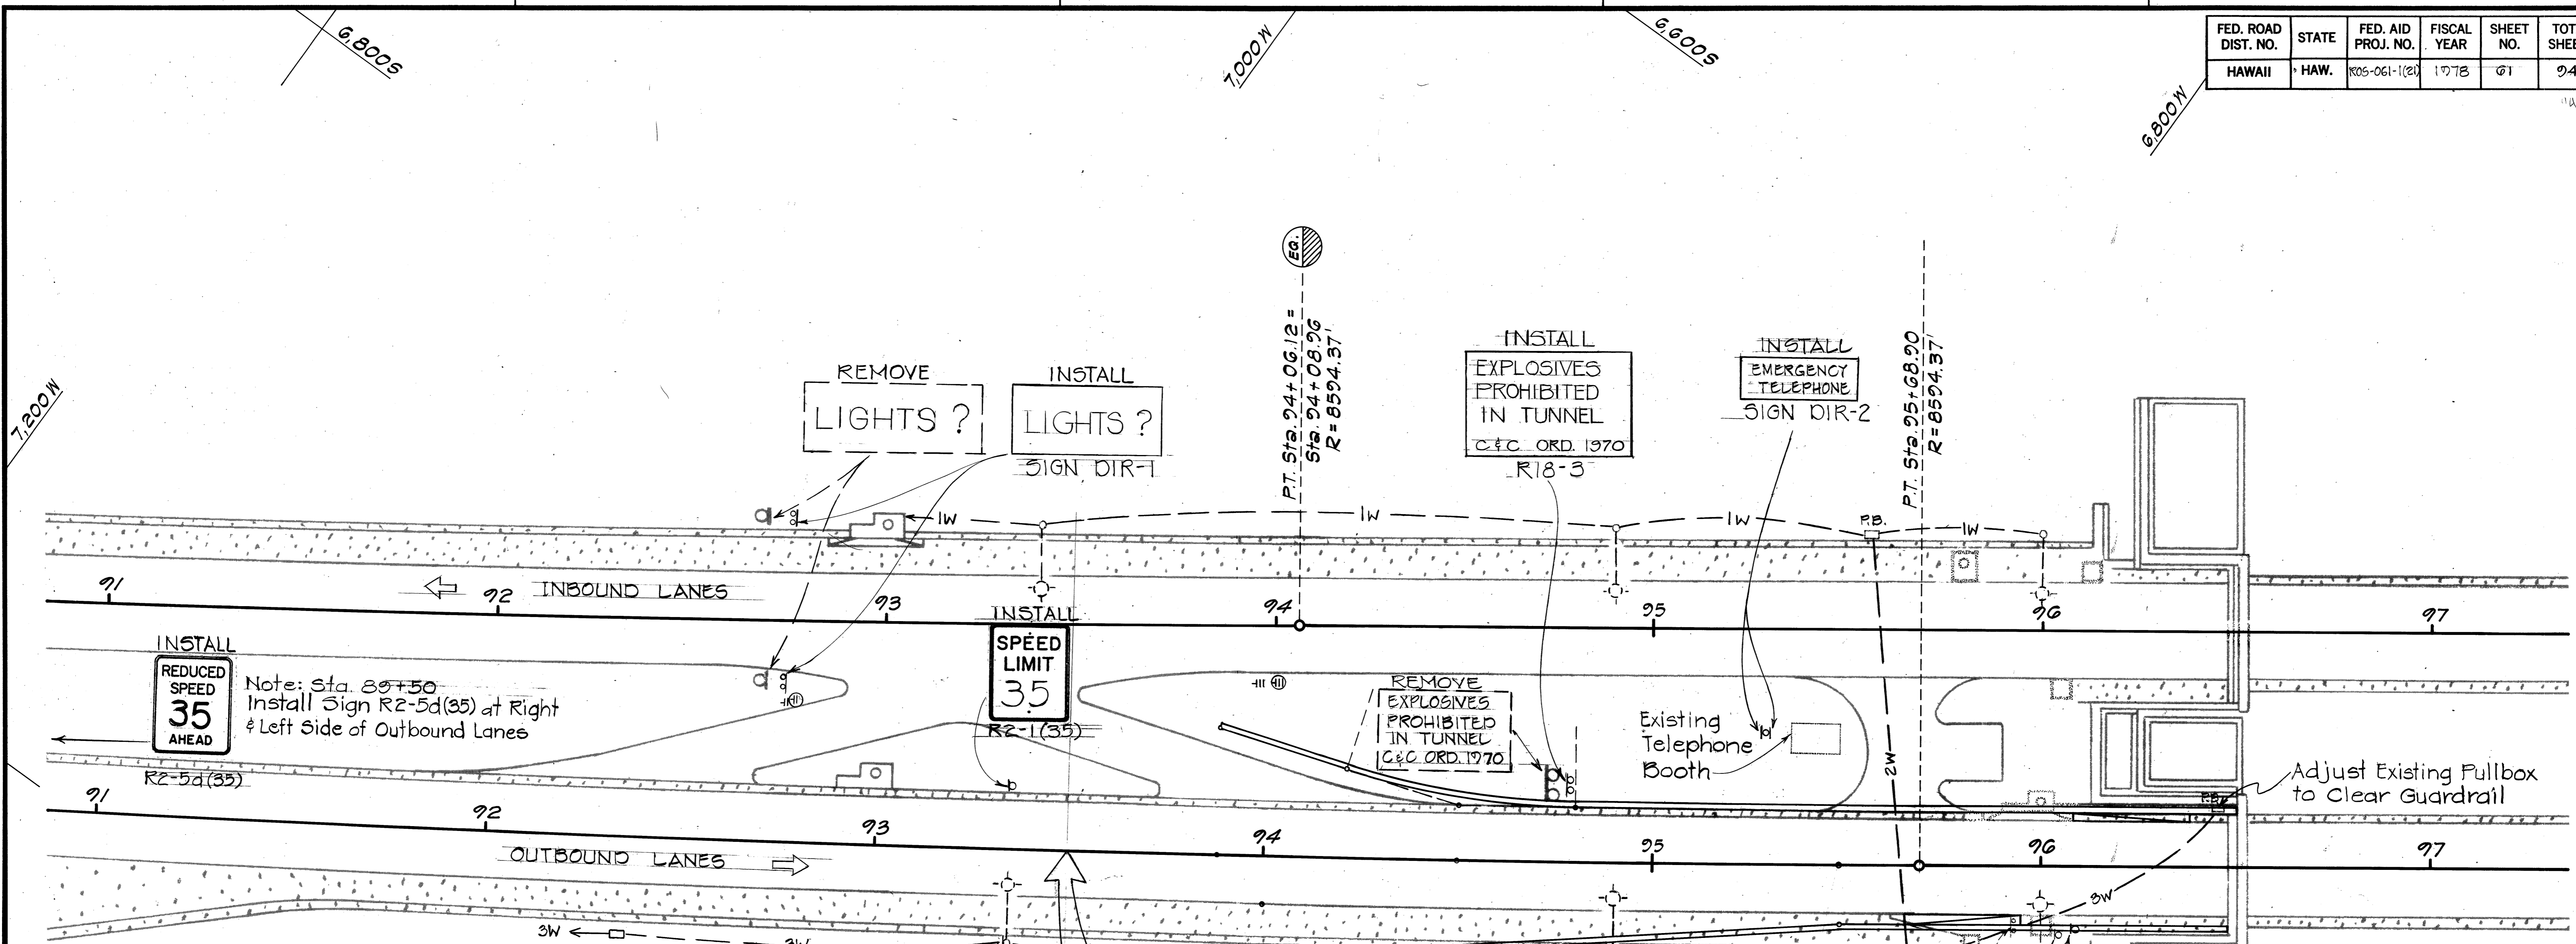 6,800S
7,000W
6,600S
6,800W
7,200W
FED. ROAD DIST. NO.
STATE
FED. AID PROJ. NO.
FISCAL YEAR
SHEET NO.
HAWAII
HAW.
1978
61
94
EQ.
P.T. Sta. 94+06.12 =
Sta. 94+08.96
R=8594.37'
P.T. Sta. 95+68.90
R=8594.37'
REMOVE
LIGHTS ?
INSTALL
LIGHTS ?
SIGN DIR-1
INSTALL
EXPLOSIVES
PROHIBITED
IN TUNNEL
C&C ORD. 1970
R18-3
INSTALL
EMERGENCY
TELEPHONE
SIGN DIR-2
1W
1W
1W
P.B.
1W
91
92
INBOUND LANES
93
94
95
96
97
INSTALL
REDUCED
SPEED
35
AHEAD
R2-5d(35)
Note: Sta. 89+50
Install Sign R2-5d(35) at Right
& Left Side of Outbound Lanes
INSTALL
SPEED
LIMIT
35
R2-1(35)
REMOVE
EXPLOSIVES
PROHIBITED
IN TUNNEL
C&C ORD. 1970
Existing
Telephone
Booth
2W
Adjust Existing Pullbox
to Clear Guardrail
P.B.
91
92
93
94
95
96
97
OUTBOUND LANES
3W
3W
3W